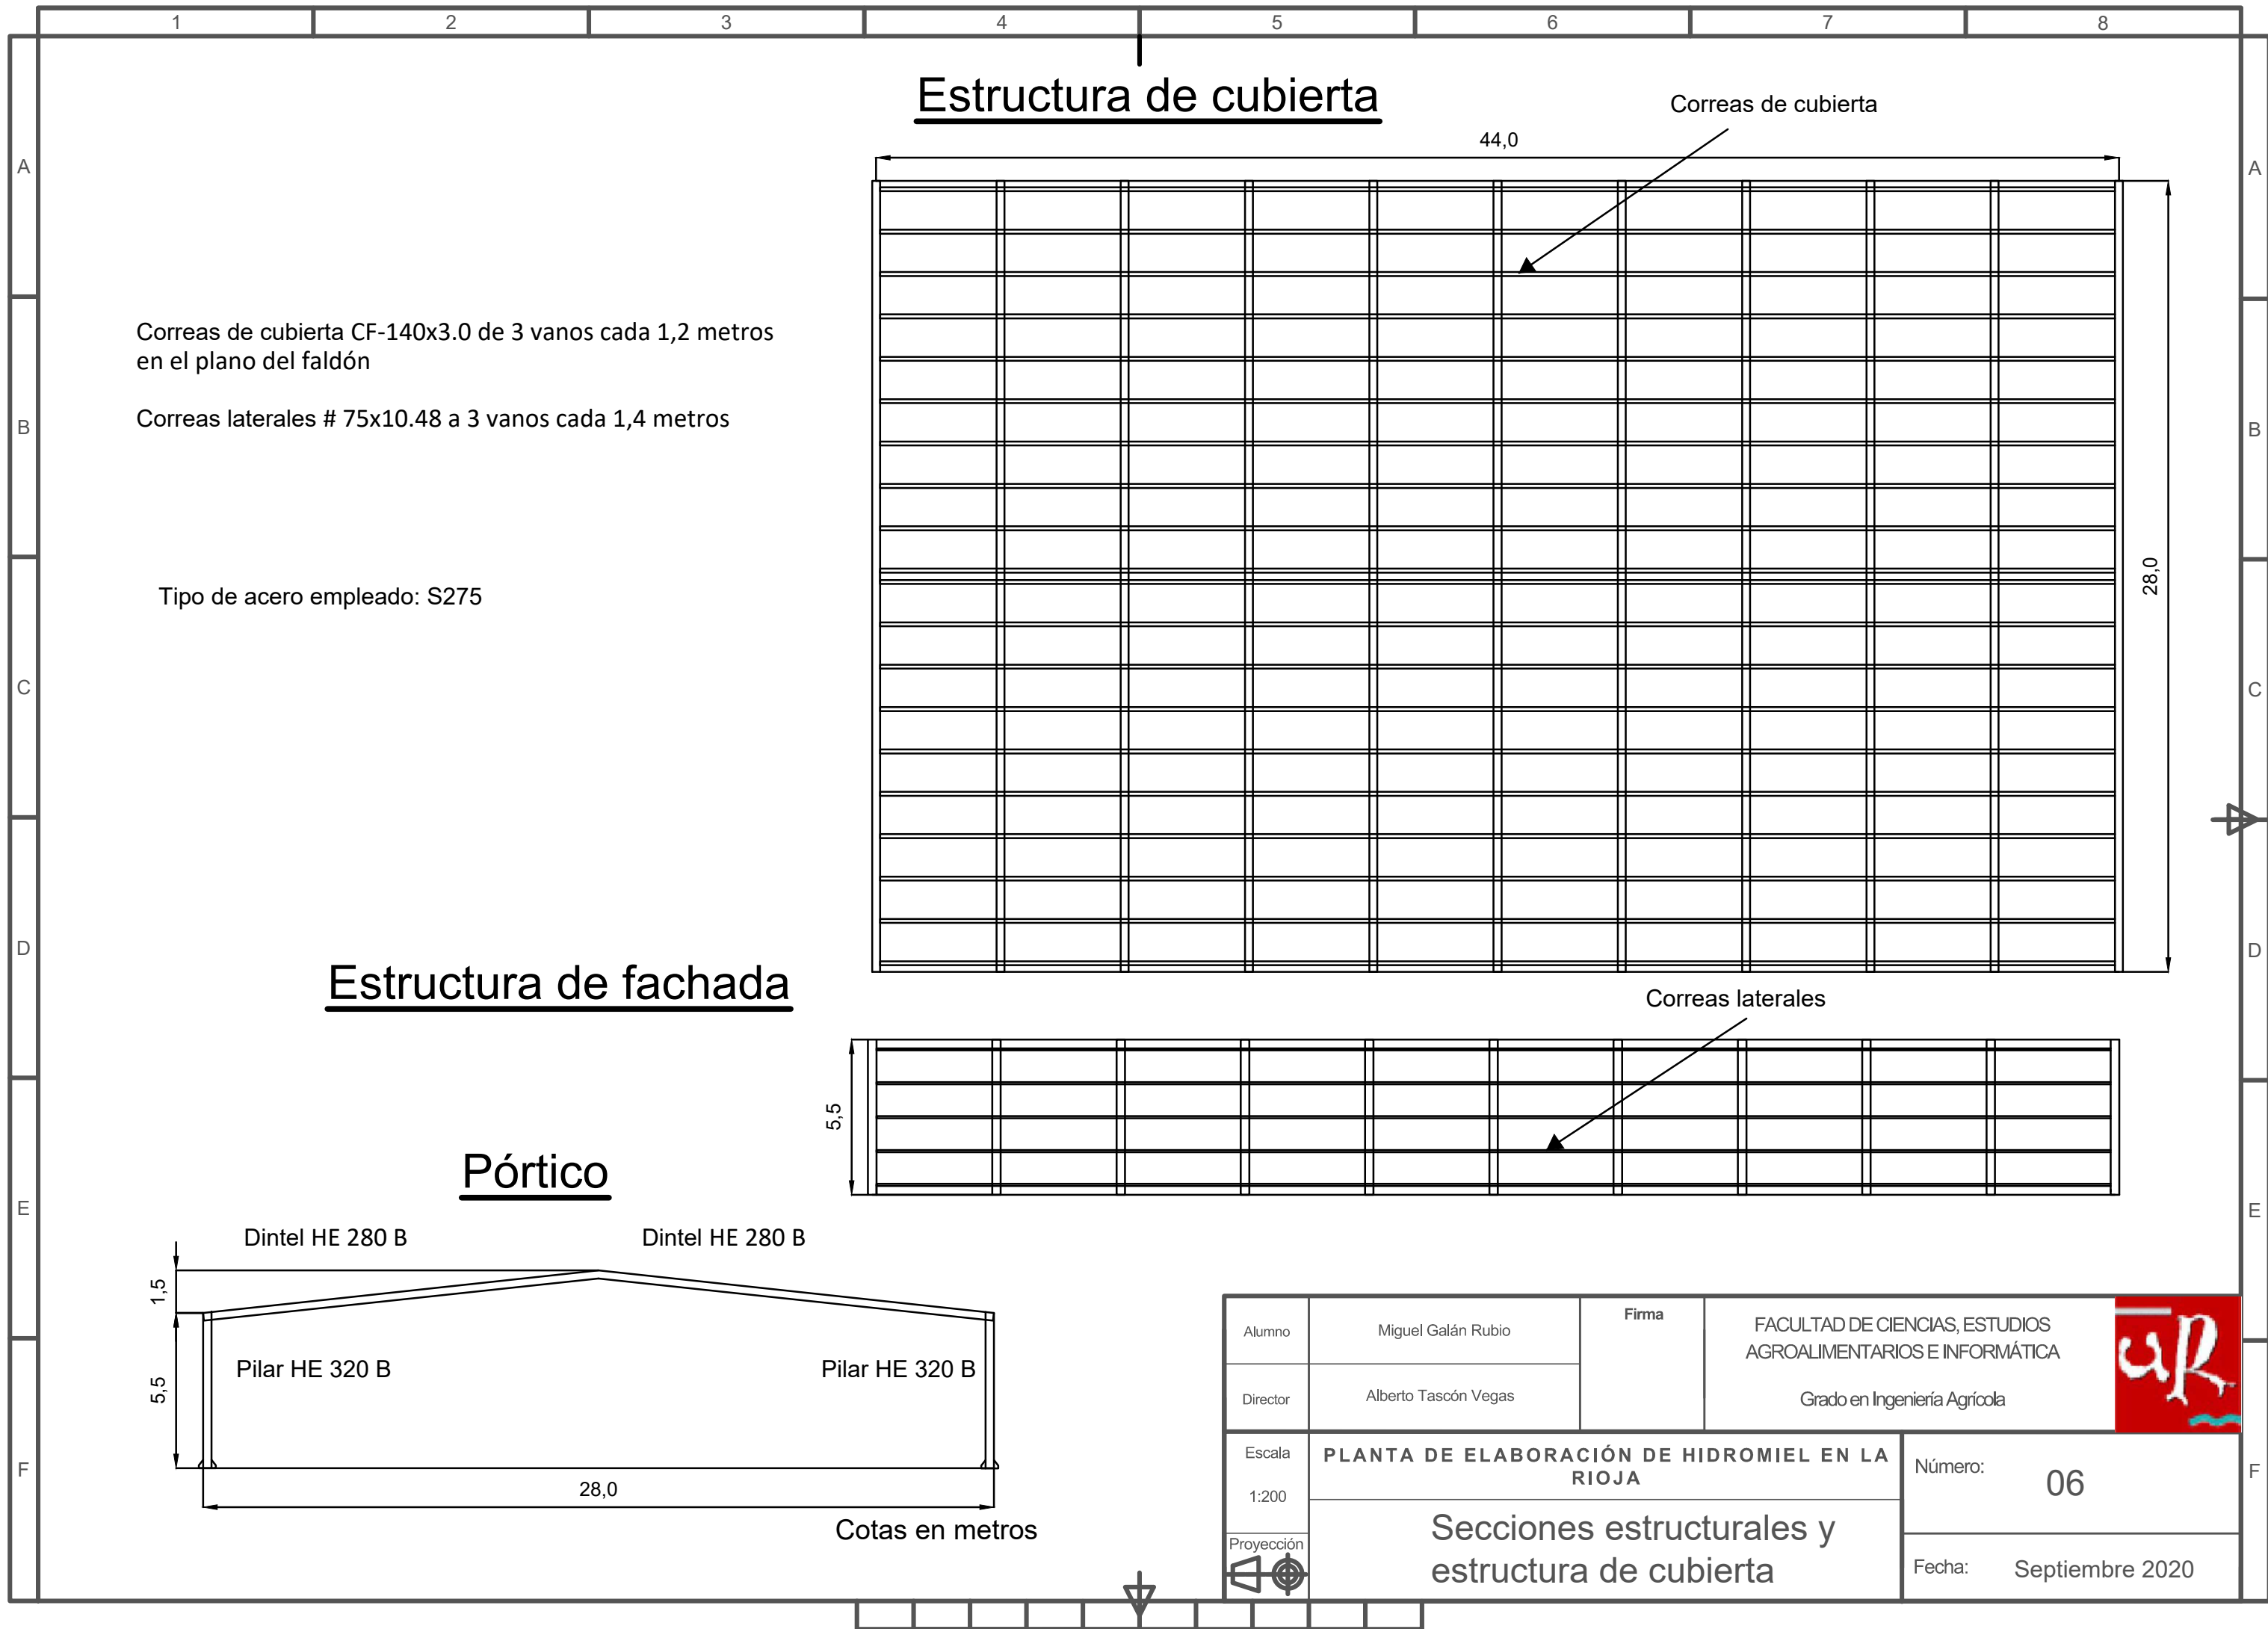 1 2 3 4 5 6 7 8
Estructura de cubierta
Correas de cubierta
44,0
A A
Correas de cubierta CF-140x3.0 de 3 vanos cada 1,2 metros
en el plano del faldón
B B
Correas laterales # 75x10.48 a 3 vanos cada 1,4 metros
28,0
Tipo de acero empleado: S275
C C
D D
Estructura de fachada
Correas laterales
5,5
Pórtico
E E
Dintel HE 280 B Dintel HE 280 B
1,5
Pilar HE 320 B Pilar HE 320 B
5,5
28,0
Cotas en metros
F F
Alumno Miguel Galán Rubio
Director Alberto Tascón Vegas
Firma
FACULTAD DE CIENCIAS, ESTUDIOS
AGROALIMENTARIOS E INFORMÁTICA
Grado en Ingeniería Agrícola
uR
Escala
1:200
PLANTA DE ELABORACIÓN DE HIDROMIEL EN LA
RIOJA
Número: 06
Proyección
Secciones estructurales y
estructura de cubierta
Fecha: Septiembre 2020